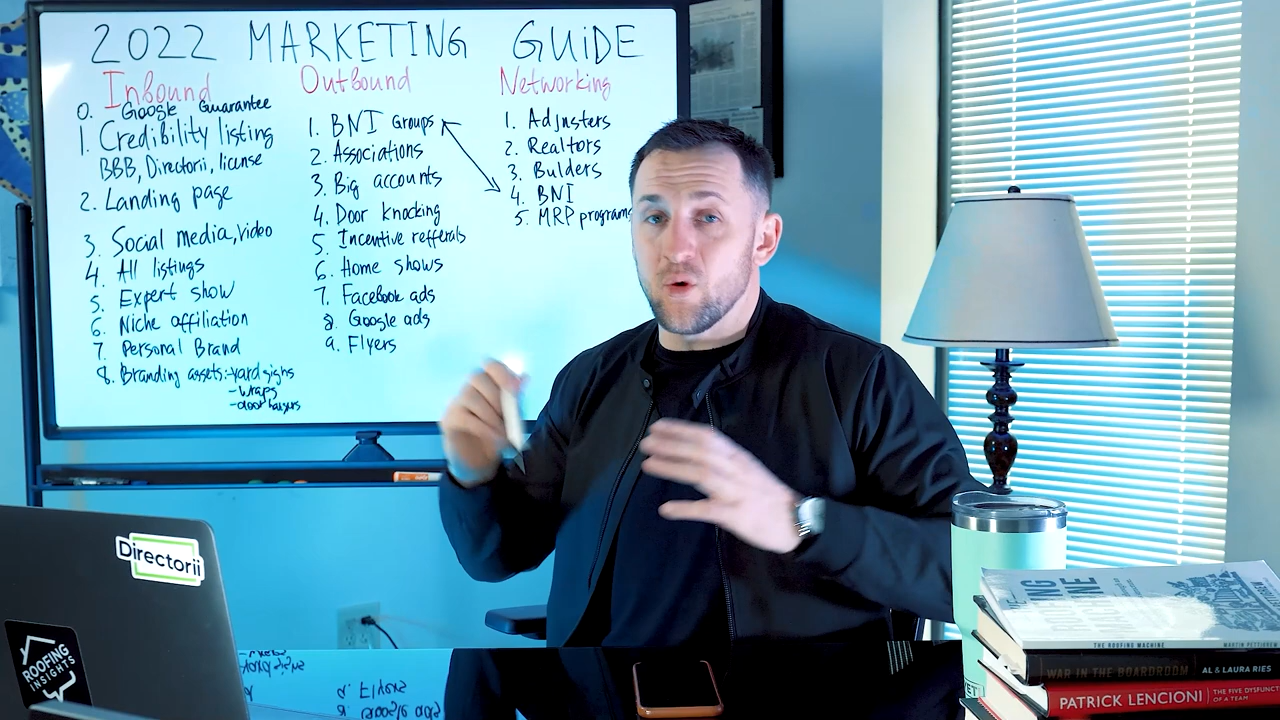 2022 MARKETING GUiDE
Inbound
0. Google Guarantee
1. Credibility listing
BBB, Directorii, license
2. Landing page
3. Social media, video
4. All listings
5. Expert show
6. Niche affiliation
7. Personal Brand
8. Branding assets:-yard signs
-wraps
-door hangers
Outbound
1. BNI Groups
2. Associations
3. Big accounts
4. Door knocking
5. Incentive refferals
6. Home shows
7. Facebook ads
8. Google ads
9. Flyers
Networking
1. Adjusters
2. Realtors
3. Bulders
4. BNI
5. MRP programs
Directorii
ROOFING
INSIGHTS
THE ROOFING MACHINE MARTIN PETTIGREW
WAR IN THE BOARDROOM AL & LAURA RIES
PATRICK LENCIONI THE FIVE
OF A TEAM